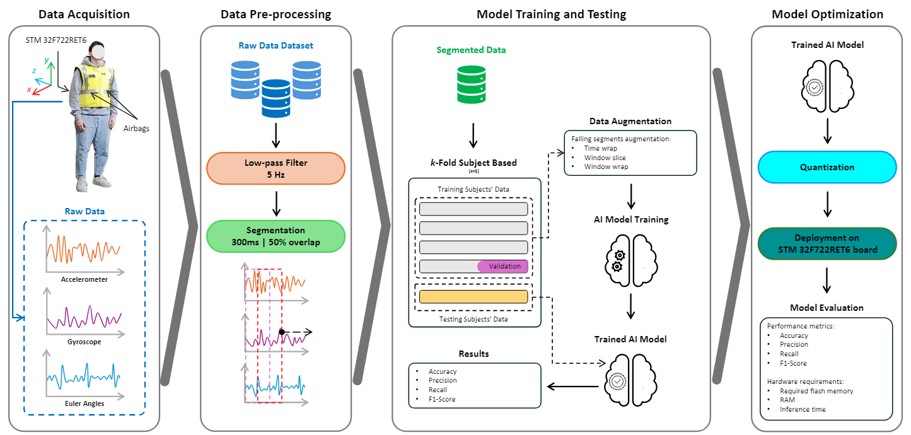 Data Acquisition
STM 32F722RET6
y
z
x
Airbags
Raw Data
Accelerometer
Gyroscope
Euler Angles
Data Pre-processing
Raw Data Dataset
Low-pass Filter
5 Hz
Segmentation
300ms | 50% overlap
Model Training and Testing
Segmented Data
k-Fold Subject Based
Training Subjects' Data
Validation
Testing Subjects' Data
Data Augmentation
Falling segments augmentation:
• Time wrap
• Window slice
• Window wrap
AI Model Training
Trained AI Model
Results
• Accuracy
• Precision
• Recall
• F1-Score
Model Optimization
Trained AI Model
Quantization
Deployment on
STM 32F722RET6 board
Model Evaluation
Performance metrics:
• Accuracy
• Precision
• Recall
• F1-Score
Hardware requirements:
• Required flash memory
• RAM
• Inference time